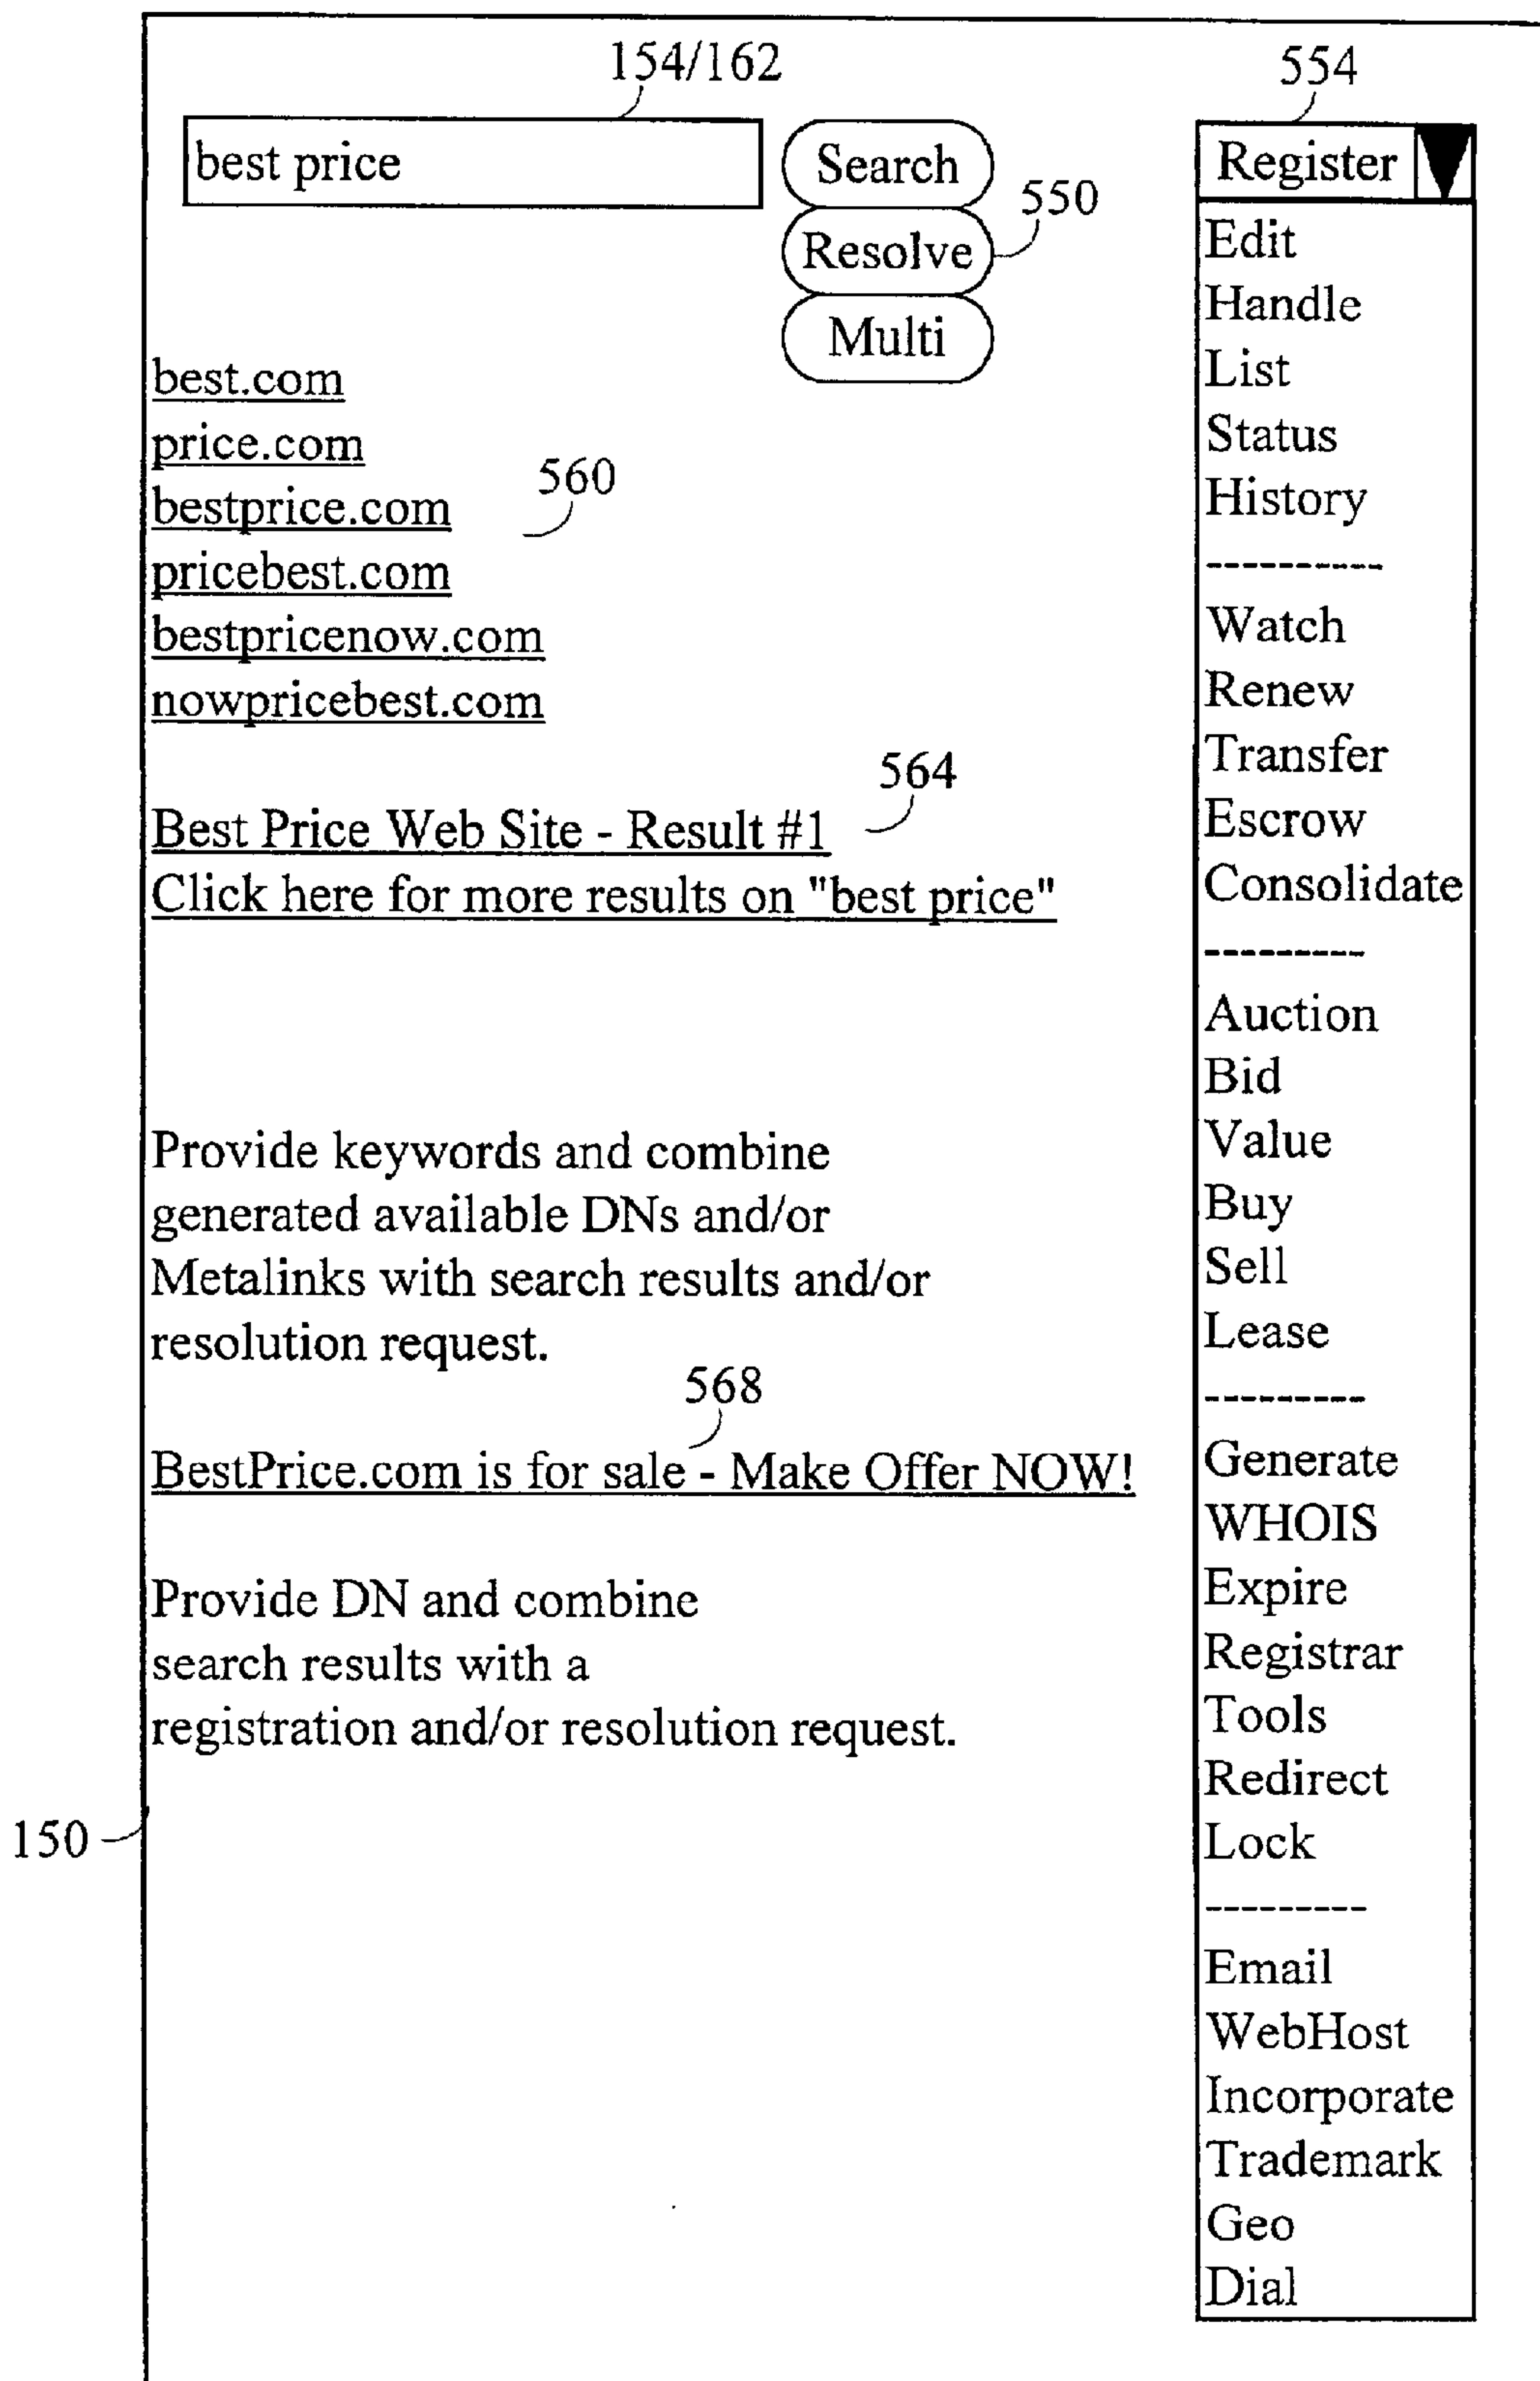 154/162
554
best price
Search
Register
550
Resolve
Multi
best.com
price.com
560
bestprice.com
pricebest.com
bestpricenow.com
nowpricebest.com
564
Best Price Web Site - Result #1
Click here for more results on "best price"
Provide keywords and combine
generated available DNs and/or
Metalinks with search results and/or
resolution request.
568
BestPrice.com is for sale - Make Offer NOW!
Provide DN and combine
search results with a
registration and/or resolution request.
150
Edit
Handle
List
Status
History
----------
Watch
Renew
Transfer
Escrow
Consolidate
---------
Auction
Bid
Value
Buy
Sell
Lease
---------
Generate
WHOIS
Expire
Registrar
Tools
Redirect
Lock
---------
Email
WebHost
Incorporate
Trademark
Geo
Dial